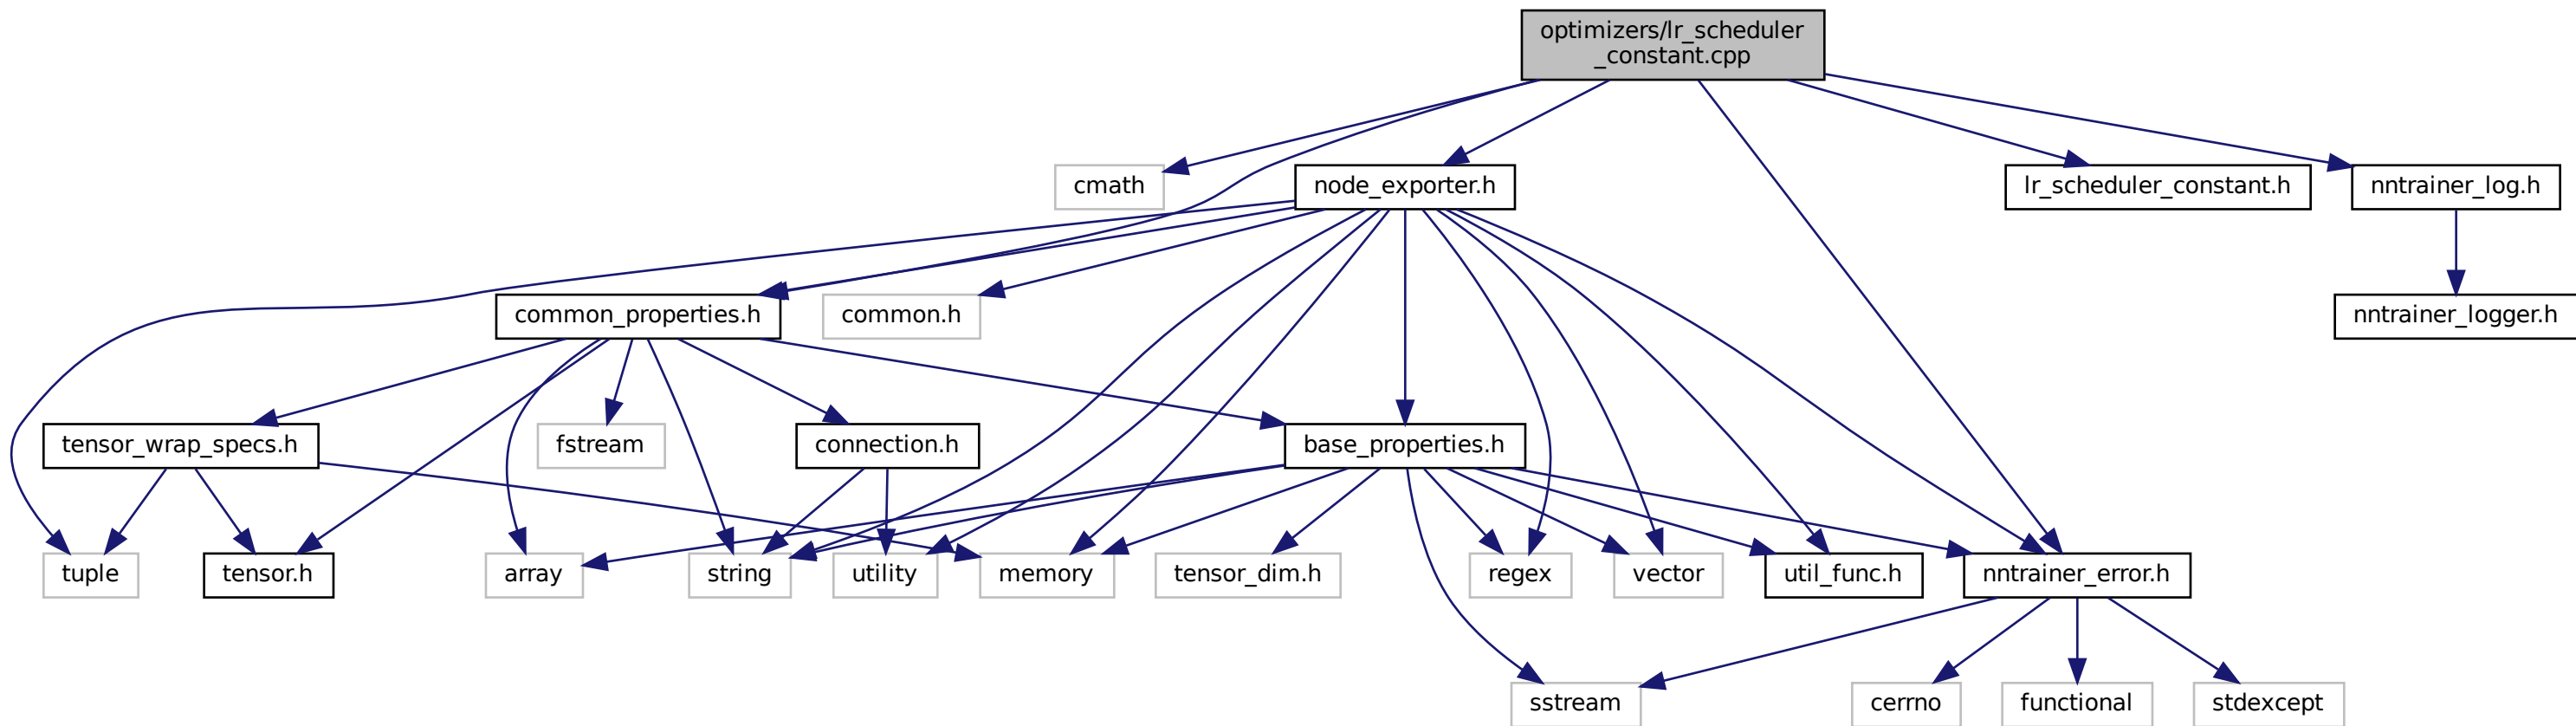 optimizers/lr_scheduler
_constant.cpp
cmath
node_exporter.h
lr_scheduler_constant.h
nntrainer_log.h
common_properties.h
common.h
nntrainer_logger.h
tensor_wrap_specs.h
fstream
connection.h
base_properties.h
tuple
tensor.h
array
string
utility
memory
tensor_dim.h
regex
vector
util_func.h
nntrainer_error.h
sstream
cerrno
functional
stdexcept